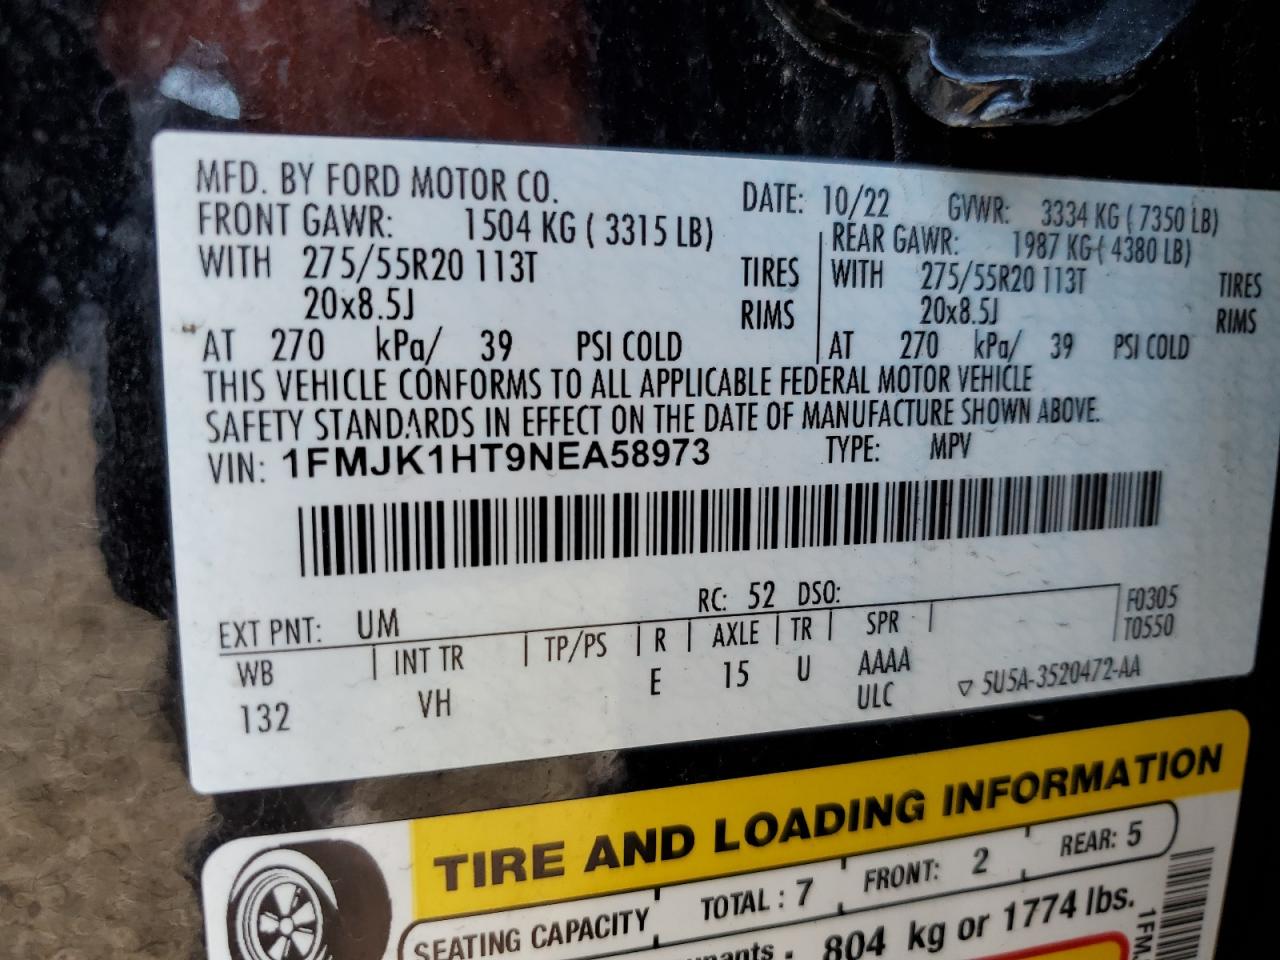 MFD. BY FORD MOTOR CO. DATE: 10/22 GVWR: 3334 KG ( 7350 LB)
FRONT GAWR: 1504 KG ( 3315 LB) REAR GAWR: 1987 KG( 4380 LB)
WITH 275/55R20 113T TIRES WITH 275/55R20 113T TIRES
20x8.5J RIMS 20x8.5J RIMS
AT 270 kPa/ 39 PSI COLD AT 270 kPa/ 39 PSI COLD
THIS VEHICLE CONFORMS TO ALL APPLICABLE FEDERAL MOTOR VEHICLE
SAFETY STANDARDS IN EFFECT ON THE DATE OF MANUFACTURE SHOWN ABOVE.
VIN: 1FMJK1HT9NEA58973 TYPE: MPV
EXT PNT: UM RC: 52 DSO: F0305
WB INT TR TP/PS R AXLE TR SPR T0550
132 VH E 15 U AAAA
ULC ▽ 5U5A-3520472-AA
TIRE AND LOADING INFORMATION
SEATING CAPACITY TOTAL : 7 FRONT: 2 REAR: 5
804 kg or 1774 lbs.
1FM